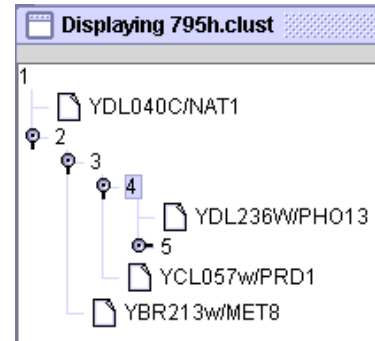 Displaying 795h.clust
1
YDL040C/NAT1
2
3
4
YDL236W/PHO13
5
YCL057w/PRD1
YBR213w/MET8